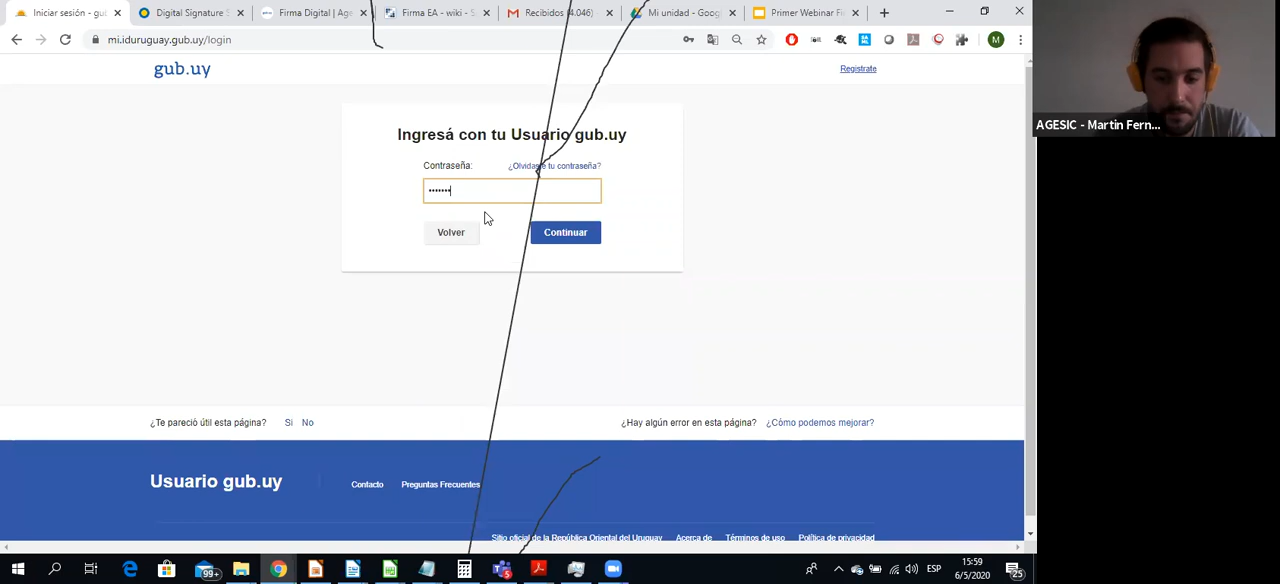 Iniciar sesión - gub
Digital Signature S
Firma Digital | Age
Firma EA - wiki - S
Recibidos (4.046)
Mi unidad - Goog
Primer Webinar Fi
mi.iduruguay.gub.uy/login
M
AGESIC - Martin Fern...
gub.uy
Registrate
Ingresá con tu Usuario gub.uy
Contraseña:
¿Olvidaste tu contraseña?
•••••••
Volver
Continuar
¿Te pareció útil esta página? Si No
¿Hay algún error en esta página? ¿Cómo podemos mejorar?
Usuario gub.uy
Contacto
Preguntas Frecuentes
Sitio oficial de la República Oriental del Uruguay
Acerca de
Términos de uso
Política de privacidad
99+
ESP
15:59
6/5/2020
25